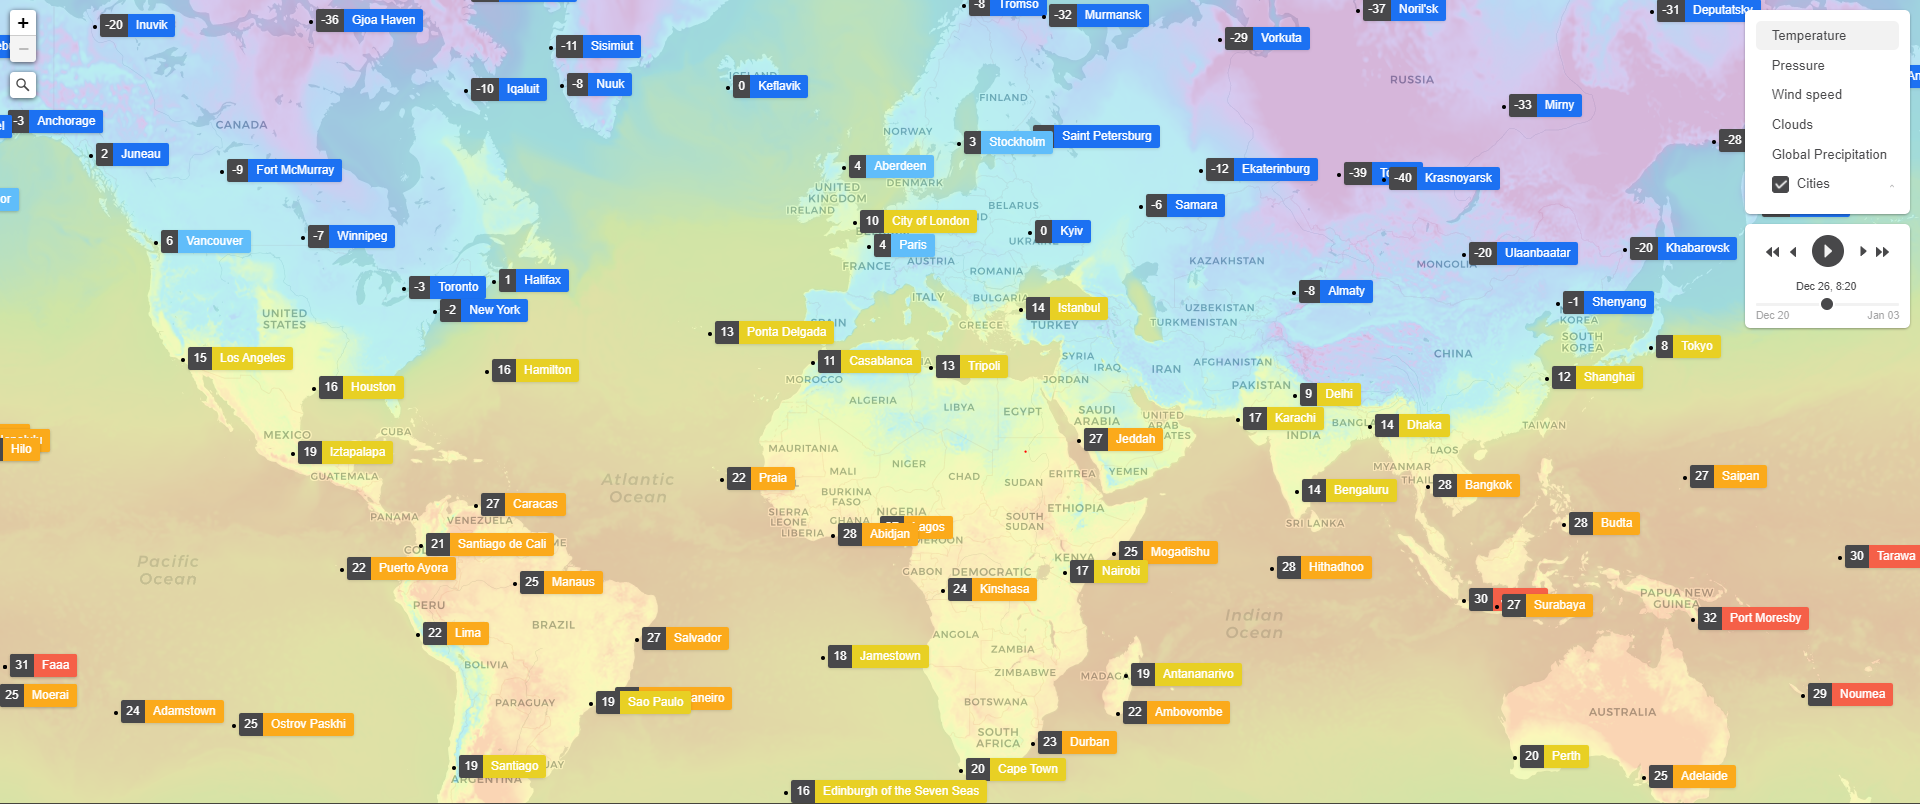 -8 Tromso
-37 Noril'sk
-31 Deputatsky
-20 Inuvik
-36 Gjoa Haven
-32 Murmansk
+
−
-29 Vorkuta
Temperature
-11 Sisimiut
Pressure
ICELAND
RUSSIA
-10 Iqaluit
-8 Nuuk
0 Keflavik
Wind speed
FINLAND
-33 Mirny
-3 Anchorage
CANADA
Clouds
NORWAY
Saint Petersburg
3 Stockholm
-28
2 Juneau
Global Precipitation
4 Aberdeen
-9 Fort McMurray
-12 Ekaterinburg
-39
-40 Krasnoyarsk
DENMARK
Cities
UNITED
KINGDOM
or
IRELAND
BELARUS
-6 Samara
10 City of London
0 Kyiv
-7 Winnipeg
6 Vancouver
4 Paris
UKRAINE
-20 Khabarovsk
-20 Ulaanbaatar
FRANCE
AUSTRIA
KAZAKHSTAN
MONGOLIA
ROMANIA
-3 Toronto
1 Halifax
-8 Almaty
Dec 26, 8:20
ITALY
BULGARIA
-1 Shenyang
-2 New York
14 Istanbul
UZBEKISTAN
Dec 20
Jan 03
UNITED
STATES
SPAIN
GREECE
TURKEY
TURKMENISTAN
KOREA
13 Ponta Delgada
SOUTH
KOREA
8 Tokyo
15 Los Angeles
11 Casablanca
13 Tripoli
SYRIA
IRAQ
IRAN
AFGHANISTAN
CHINA
16 Hamilton
MOROCCO
JORDAN
12 Shanghai
16 Houston
PAKISTAN
9 Delhi
ALGERIA
LIBYA
EGYPT
SAUDI
ARABIA
UNITED
ARAB
EMIRATES
17 Karachi
14 Dhaka
TAIWAN
MEXICO
CUBA
INDIA
27 Jeddah
Hilo
19 Iztapalapa
MAURITANIA
LAOS
NIGER
MALI
CHAD
SUDAN
ERITREA
YEMEN
MYANMAR
GUATEMALA
22 Praia
27 Saipan
Atlantic
Ocean
28 Bangkok
BURKINA
FASO
14 Bengaluru
27 Caracas
SIERRA
LEONE
NIGERIA
ETHIOPIA
PANAMA
VENEZUELA
GHANA
SOUTH
SUDAN
SRI LANKA
28 Budta
LIBERIA
28 Abidjan
Lagos
21 Santiago de Cali
KENYA
25 Mogadishu
30 Tarawa
Pacific
Ocean
22 Puerto Ayora
GABON
DEMOCRATIC
17 Nairobi
28 Hithadhoo
25 Manaus
24 Kinshasa
PERU
30
27 Surabaya
PAPUA NEW
GUINEA
Indian
Ocean
32 Port Moresby
BRAZIL
22 Lima
27 Salvador
ANGOLA
ZAMBIA
18 Jamestown
31 Faaa
BOLIVIA
ZIMBABWE
19 Antananarivo
25 Moerai
29 Noumea
19 Sao Paulo
PARAGUAY
BOTSWANA
24 Adamstown
22 Ambovombe
AUSTRALIA
25 Ostrov Paskhi
SOUTH
AFRICA
23 Durban
20 Perth
19 Santiago
20 Cape Town
ARGENTINA
25 Adelaide
16 Edinburgh of the Seven Seas